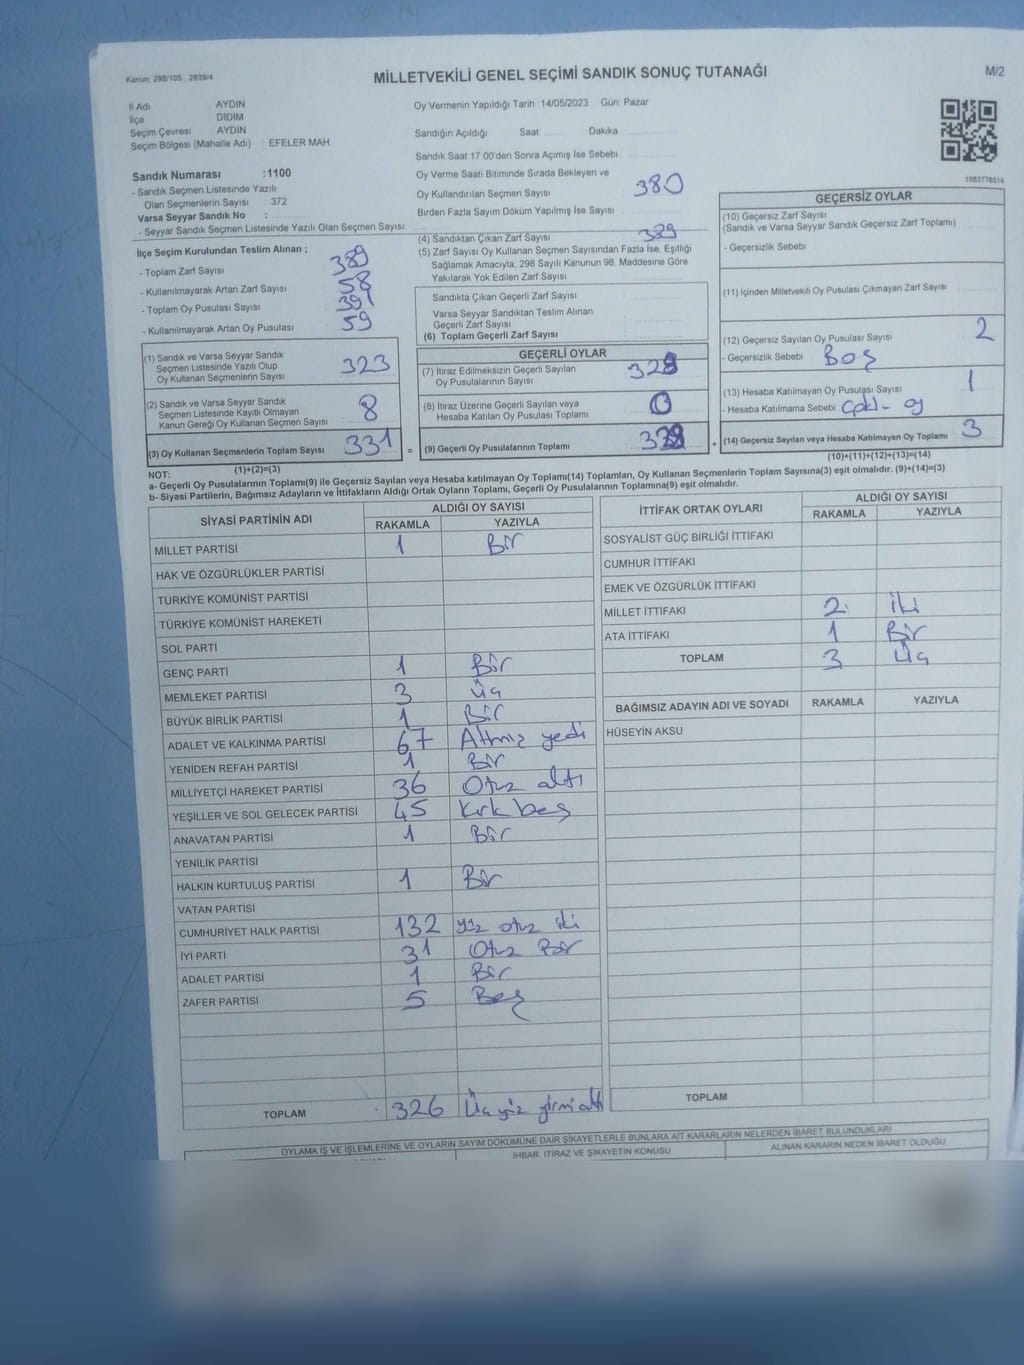 Kanun: 298/105 , 2839/4
MİLLETVEKİLİ GENEL SEÇİMİ SANDIK SONUÇ TUTANAĞI
M/2
İl Adı AYDIN
İlçe DİDİM
Seçim Çevresi AYDIN
Seçim Bölgesi (Mahalle Adı) EFELER MAH.
Sandık Numarası :1100
- Sandık Seçmen Listesinde Yazılı
Olan Seçmenlerin Sayısı 372
Varsa Seyyar Sandık No :
- Seyyar Sandık Seçmen Listesinde Yazılı Olan Seçmen Sayısı
Oy Vermenin Yapıldığı Tarih 14/05/2023 Gün: Pazar
Sandığın Açıldığı Saat Dakika
Sandık Saat 17.00'den Sonra Açılmış İse Sebebi
Oy Verme Saati Bitiminde Sırada Bekleyen ve
Oy Kullandırılan Seçmen Sayısı 380
Birden Fazla Sayım Döküm Yapılmış İse Sayısı
1083778514
İlçe Seçim Kurulundan Teslim Alınan ;
- Toplam Zarf Sayısı 389
- Kullanılmayarak Artan Zarf Sayısı 58
- Toplam Oy Pusulası Sayısı 391
- Kullanılmayarak Artan Oy Pusulası 59
(4) Sandıktan Çıkan Zarf Sayısı
(5) Zarf Sayısı Oy Kullanan Seçmen Sayısından Fazla İse, Eşitliği
Sağlamak Amacıyla, 298 Sayılı Kanunun 98. Maddesine Göre
Yakılarak Yok Edilen Zarf Sayısı
Sandıkta Çıkan Geçerli Zarf Sayısı
Varsa Seyyar Sandıktan Teslim Alınan
Geçerli Zarf Sayısı
(6) Toplam Geçerli Zarf Sayısı
GEÇERSİZ OYLAR
(10) Geçersiz Zarf Sayısı
(Sandık ve Varsa Seyyar Sandık Geçersiz Zarf Toplamı)
- Geçersizlik Sebebi
(11) İçinden Milletvekili Oy Pusulası Çıkmayan Zarf Sayısı
(12) Geçersiz Sayılan Oy Pusulası Sayısı 2
- Geçersizlik Sebebi Boş
(13) Hesaba Katılmayan Oy Pusulası Sayısı 1
- Hesaba Katılmama Sebebi
(14) Geçersiz Sayılan veya Hesaba Katılmayan Oy Toplamı 3
(10)+(11)+(12)+(13)=(14)
(1) Sandık ve Varsa Seyyar Sandık
Seçmen Listesinde Yazılı Olup
Oy Kullanan Seçmenlerin Sayısı 323
(2) Sandık ve Varsa Seyyar Sandık
Seçmen Listesinde Kayıtlı Olmayan
Kanun Gereği Oy Kullanan Seçmen Sayısı 8
(3) Oy Kullanan Seçmenlerin Toplam Sayısı 331
(1)+(2)=(3)
=
GEÇERLİ OYLAR
(7) İtiraz Edilmeksizin Geçerli Sayılan
Oy Pusulalarının Sayısı
(8) İtiraz Üzerine Geçerli Sayılan veya
Hesaba Katılan Oy Pusulası Toplamı 0
(9) Geçerli Oy Pusulalarının Toplamı
+
NOT:
a- Geçerli Oy Pusulalarının Toplamı(9) ile Geçersiz Sayılan veya Hesaba katılmayan Oy Toplamı(14) Toplamları, Oy Kullanan Seçmenlerin Toplam Sayısına(3) eşit olmalıdır. (9)+(14)=(3)
b- Siyasi Partilerin, Bağımsız Adayların ve İttifakların Aldığı Ortak Oyların Toplamı, Geçerli Oy Pusulalarının Toplamına(9) eşit olmalıdır.
SİYASİ PARTİNİN ADI ALDIĞI OY SAYISI
RAKAMLA YAZIYLA
MİLLET PARTİSİ 1 Bir
HAK VE ÖZGÜRLÜKLER PARTİSİ
TÜRKİYE KOMÜNİST PARTİSİ
TÜRKİYE KOMÜNİST HAREKETİ
SOL PARTİ
GENÇ PARTİ 1 Bir
MEMLEKET PARTİSİ 3 üç
BÜYÜK BİRLİK PARTİSİ 1 Bir
ADALET VE KALKINMA PARTİSİ 67 Atmış yedi
YENİDEN REFAH PARTİSİ 1 Bir
MİLLİYETÇİ HAREKET PARTİSİ 36 Otuz altı
YEŞİLLER VE SOL GELECEK PARTİSİ 45 Kırk beş
ANAVATAN PARTİSİ 1 Bir
YENİLİK PARTİSİ
HALKIN KURTULUŞ PARTİSİ 1 Bir
VATAN PARTİSİ
CUMHURİYET HALK PARTİSİ 132 yüz otuz iki
İYİ PARTİ 31 Otuz Bir
ADALET PARTİSİ 1 Bir
ZAFER PARTİSİ 5 Beş
TOPLAM 326 Üç yüz yirmi altı
İTTİFAK ORTAK OYLARI ALDIĞI OY SAYISI
RAKAMLA YAZIYLA
SOSYALİST GÜÇ BİRLİĞİ İTTİFAKI
CUMHUR İTTİFAKI
EMEK VE ÖZGÜRLÜK İTTİFAKI
MİLLET İTTİFAKI 2 iki
ATA İTTİFAKI 1 Bir
TOPLAM 3 Üç
BAĞIMSIZ ADAYIN ADI VE SOYADI RAKAMLA YAZIYLA
HÜSEYİN AKSU
TOPLAM
OYLAMA İŞ VE İŞLEMLERİNE VE OYLARIN SAYIM DÖKÜMÜNE DAİR ŞİKAYETLERLE BUNLARA AİT KARARLARIN NELERDEN İBARET BULUNDUKLARI
İHBAR, İTİRAZ VE ŞİKAYETİN KONUSU
ALINAN KARARIN NEDEN İBARET OLDUĞU